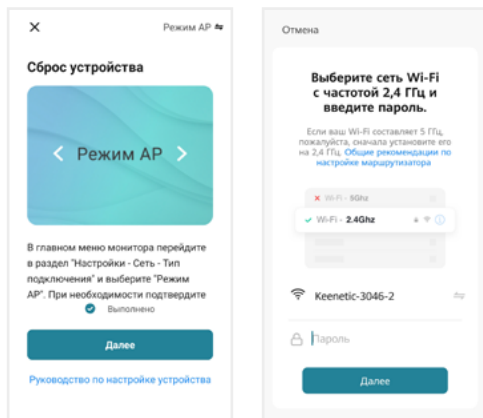 Режим AP
Сброс устройства
Режим AP
В главном меню монитора перейдите
в раздел "Настройки - Сеть - Тип
подключения" и выберите "Режим
AP". При необходимости подтвердите
Выполнено
Далее
Руководство по настройке устройства
Отмена
Выберите сеть Wi-Fi
с частотой 2,4 ГГц и
введите пароль.
Если ваш Wi-Fi составляет 5 ГГц,
пожалуйста, сначала установите его
на 2,4 ГГц. Общие рекомендации по
настройке маршрутизатора
Wi-Fi - 5Ghz
Wi-Fi - 2.4Ghz
Keenetic-3046-2
Пароль
Далее